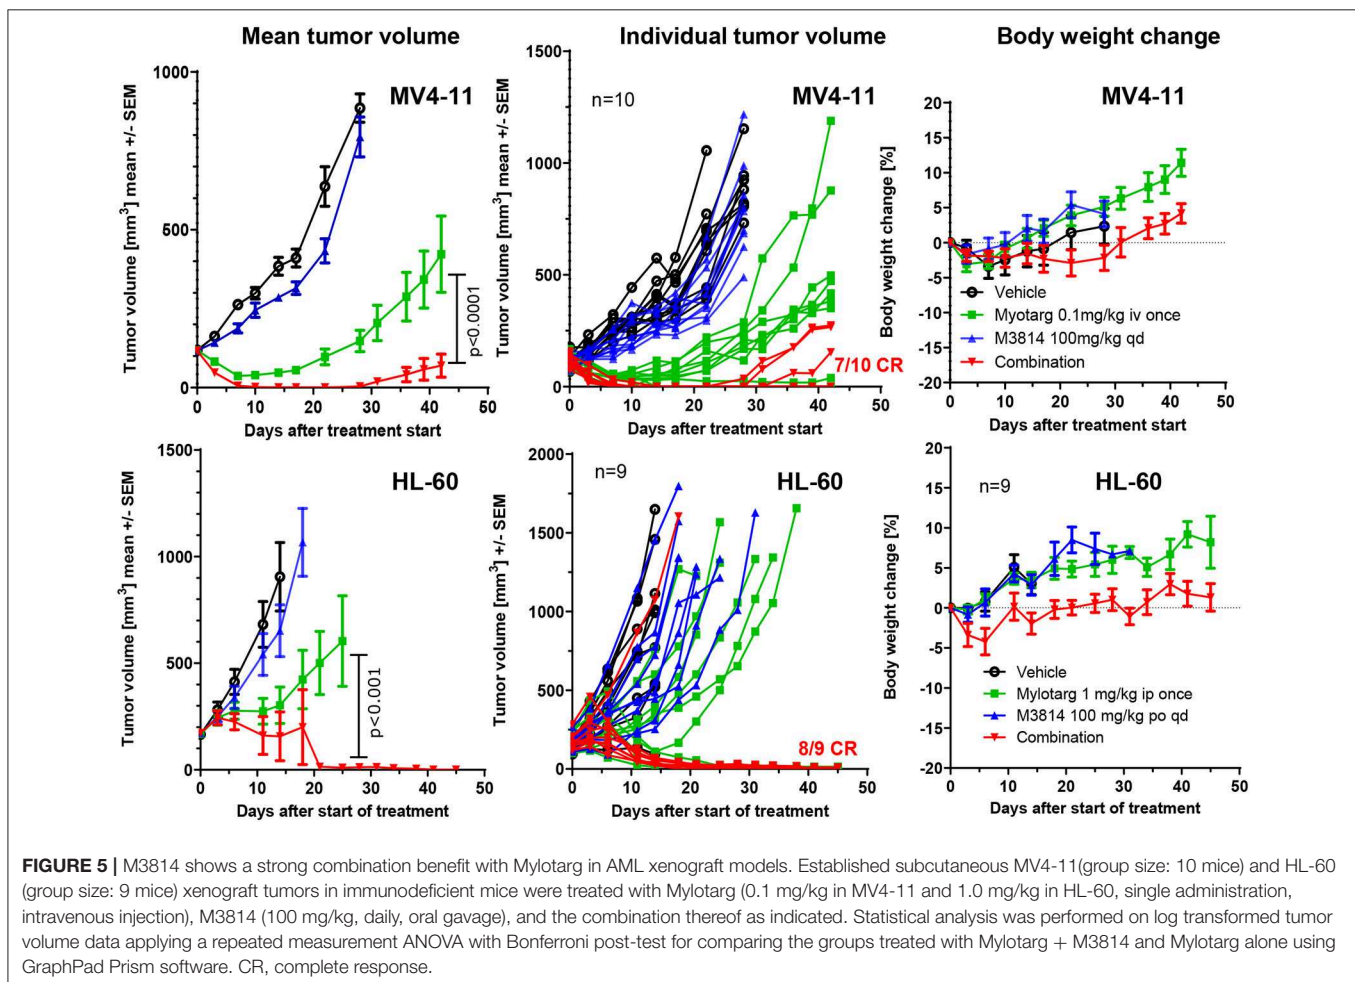 Mean tumor volume
Individual tumor volume
Body weight change
Tumor volume [mm³] mean +/- SEM
1000
500
0
MV4-11
p<0.0001
0 10 20 30 40 50
Days after treatment start
Tumor volume [mm³] mean +/- SEM
1500
1000
500
0
n=10
MV4-11
7/10 CR
0 10 20 30 40 50
Days after treatment start
Body weight change [%]
20
15
10
5
0
-5
-10
-15
-20
MV4-11
Vehicle
Myotarg 0.1mg/kg iv once
M3814 100mg/kg qd
Combination
0 10 20 30 40 50
Days after treatment start
Tumor volume [mm³] mean +/- SEM
1500
1000
500
0
HL-60
p<0.001
0 10 20 30 40 50
Days after start of treatment
Tumor volume [mm³] +/- SEM
2000
1500
1000
500
0
n=9
HL-60
8/9 CR
0 10 20 30 40 50
Days after start of treatment
Body weight change [%]
20
15
10
5
0
-5
-10
-15
-20
n=9
HL-60
Vehicle
Mylotarg 1 mg/kg ip once
M3814 100 mg/kg po qd
Combination
0 10 20 30 40 50
Days after start of treatment
FIGURE 5 | M3814 shows a strong combination benefit with Mylotarg in AML xenograft models. Established subcutaneous MV4-11(group size: 10 mice) and HL-60
(group size: 9 mice) xenograft tumors in immunodeficient mice were treated with Mylotarg (0.1 mg/kg in MV4-11 and 1.0 mg/kg in HL-60, single administration,
intravenous injection), M3814 (100 mg/kg, daily, oral gavage), and the combination thereof as indicated. Statistical analysis was performed on log transformed tumor
volume data applying a repeated measurement ANOVA with Bonferroni post-test for comparing the groups treated with Mylotarg + M3814 and Mylotarg alone using
GraphPad Prism software. CR, complete response.